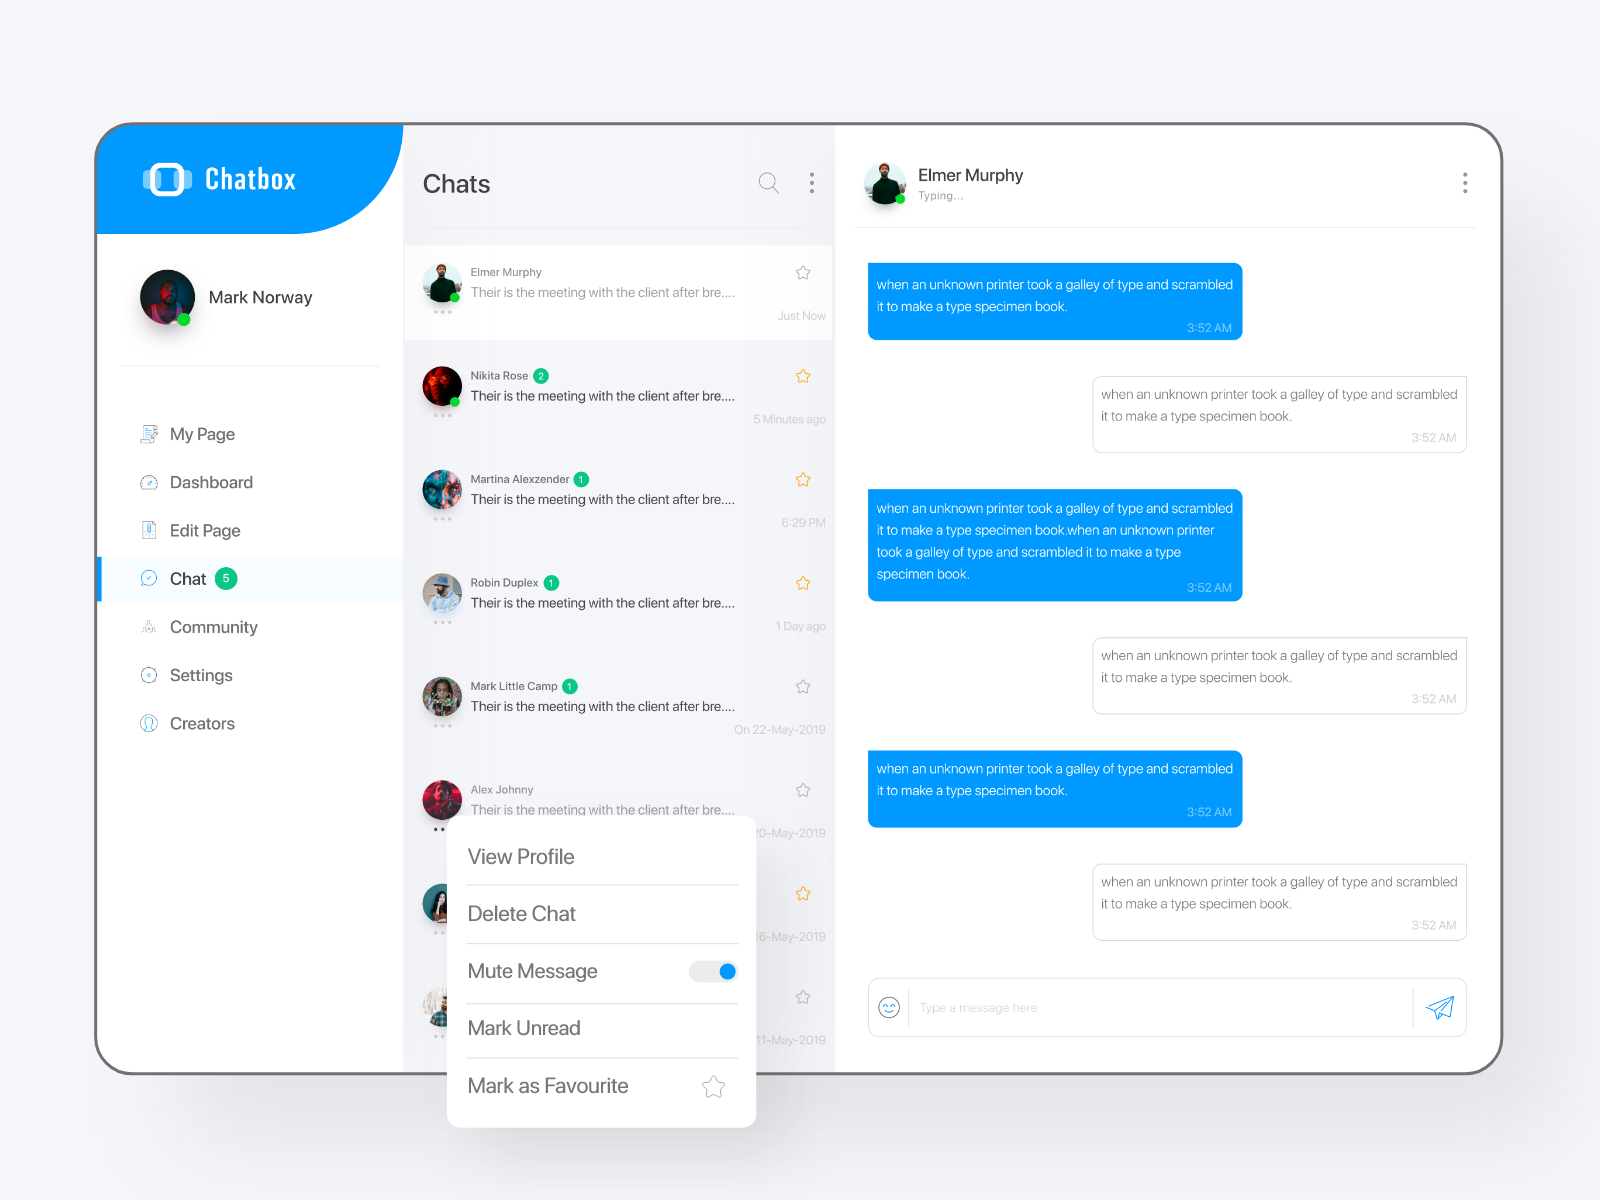 Chatbox
Mark Norway
My Page
Dashboard
Edit Page
Chat 5
Community
Settings
Creators
Chats
Elmer Murphy
Their is the meeting with the client after bre....
Just Now
Nikita Rose 2
Their is the meeting with the client after bre....
5 Minutes ago
Martina Alexzender 1
Their is the meeting with the client after bre....
6:29 PM
Robin Duplex 1
Their is the meeting with the client after bre....
1 Day ago
Mark Little Camp 1
Their is the meeting with the client after bre....
On 22-May-2019
Alex Johnny
Their is the meeting with the client after bre....
20-May-2019
16-May-2019
11-May-2019
View Profile
Delete Chat
Mute Message
Mark Unread
Mark as Favourite
Elmer Murphy
Typing...
when an unknown printer took a galley of type and scrambled
it to make a type specimen book.
3:52 AM
when an unknown printer took a galley of type and scrambled
it to make a type specimen book.
3:52 AM
when an unknown printer took a galley of type and scrambled
it to make a type specimen book.when an unknown printer
took a galley of type and scrambled it to make a type
specimen book.
3:52 AM
when an unknown printer took a galley of type and scrambled
it to make a type specimen book.
3:52 AM
when an unknown printer took a galley of type and scrambled
it to make a type specimen book.
3:52 AM
when an unknown printer took a galley of type and scrambled
it to make a type specimen book.
3:52 AM
Type a message here